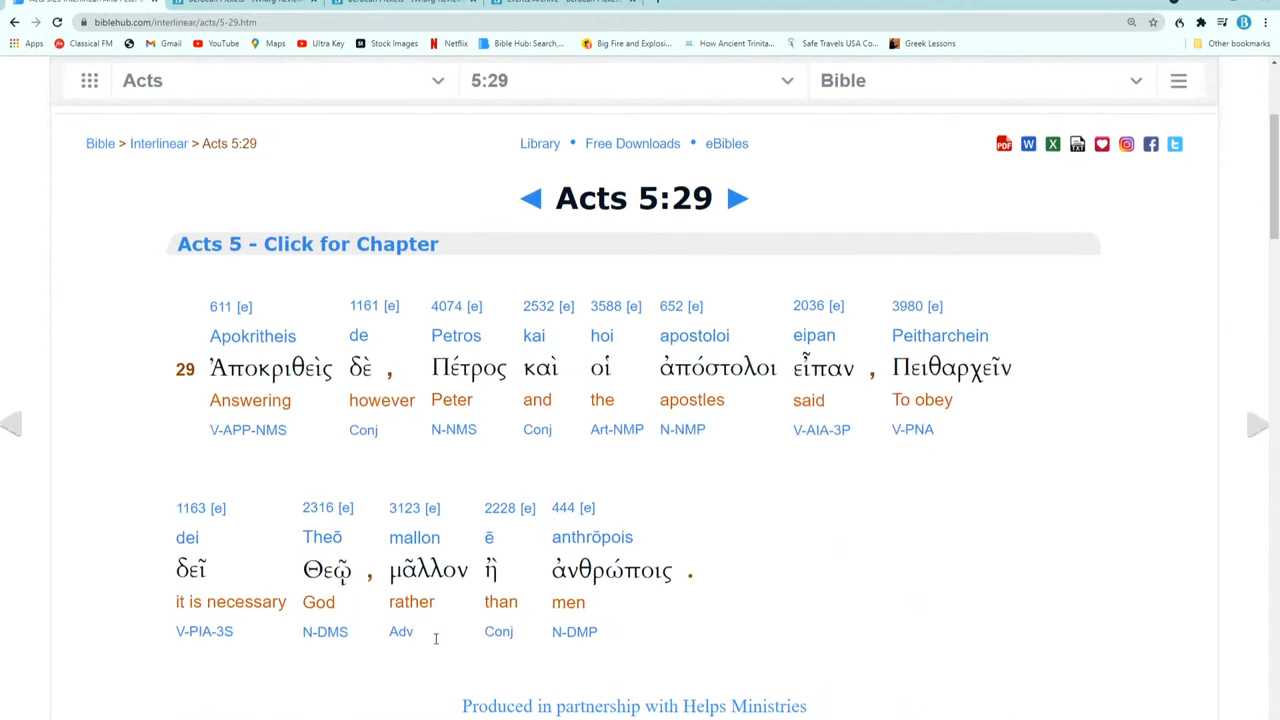 biblehub.com/interlinear/acts/5-29.htm
Apps Classical FM Gmail YouTube Maps Ultra Key Stock Images Netflix Bible Hub: Search,... Big Fire and Explosi... How Ancient Trinita... Safe Travels USA Co... Greek Lessons Other bookmarks
Acts 5:29 Bible
Bible > Interlinear > Acts 5:29 Library • Free Downloads • eBibles
◄ Acts 5:29 ►
Acts 5 - Click for Chapter
611 [e] 1161 [e] 4074 [e] 2532 [e] 3588 [e] 652 [e] 2036 [e] 3980 [e]
Apokritheis de Petros kai hoi apostoloi eipan Peitharchein
29 Ἀποκριθεὶς δὲ , Πέτρος καὶ οἱ ἀπόστολοι εἶπαν , Πειθαρχεῖν
Answering however Peter and the apostles said To obey
V-APP-NMS Conj N-NMS Conj Art-NMP N-NMP V-AIA-3P V-PNA
1163 [e] 2316 [e] 3123 [e] 2228 [e] 444 [e]
dei Theō mallon ē anthrōpois
δεῖ Θεῷ , μᾶλλον ἢ ἀνθρώποις .
it is necessary God rather than men
V-PIA-3S N-DMS Adv Conj N-DMP
Produced in partnership with Helps Ministries